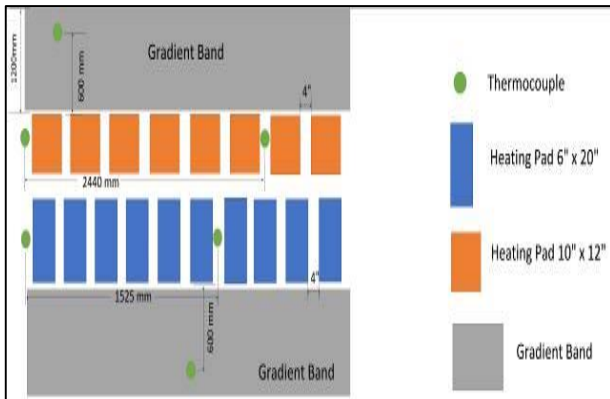 Gradient Band
1200mm
600 mm
4"
2440 mm
4"
1525 mm
600 mm
Gradient Band
Thermocouple
Heating Pad 6" x 20"
Heating Pad 10" x 12"
Gradient Band